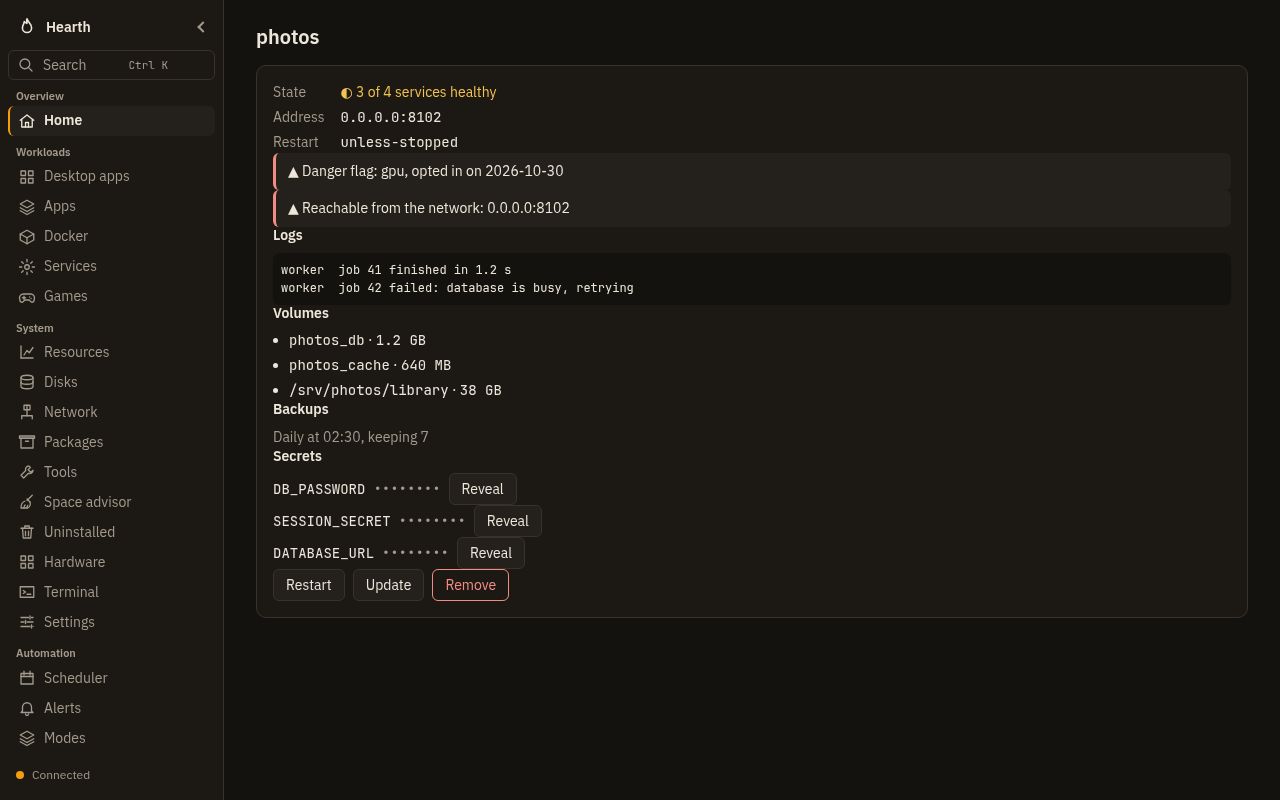 Hearth
Search Ctrl K
Overview
Home
Workloads
Desktop apps
Apps
Docker
Services
Games
System
Resources
Disks
Network
Packages
Tools
Space advisor
Uninstalled
Hardware
Terminal
Settings
Automation
Scheduler
Alerts
Modes
Connected
photos
State ◐ 3 of 4 services healthy
Address 0.0.0.0:8102
Restart unless-stopped
▲ Danger flag: gpu, opted in on 2026-10-30
▲ Reachable from the network: 0.0.0.0:8102
Logs
worker job 41 finished in 1.2 s
worker job 42 failed: database is busy, retrying
Volumes
• photos_db · 1.2 GB
• photos_cache · 640 MB
• /srv/photos/library · 38 GB
Backups
Daily at 02:30, keeping 7
Secrets
DB_PASSWORD •••••••• Reveal
SESSION_SECRET •••••••• Reveal
DATABASE_URL •••••••• Reveal
Restart Update Remove